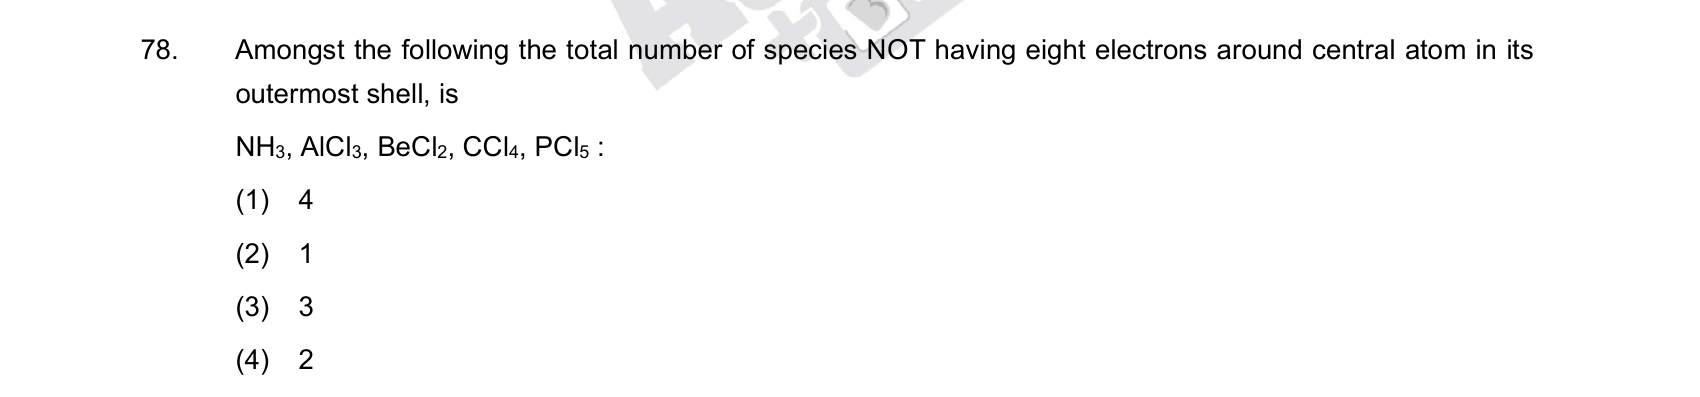 78. Amongst the following the total number of species NOT having eight electrons around central atom in its
outermost shell, is
NH₃, AlCl₃, BeCl₂, CCl₄, PCl₅ :
(1) 4
(2) 1
(3) 3
(4) 2